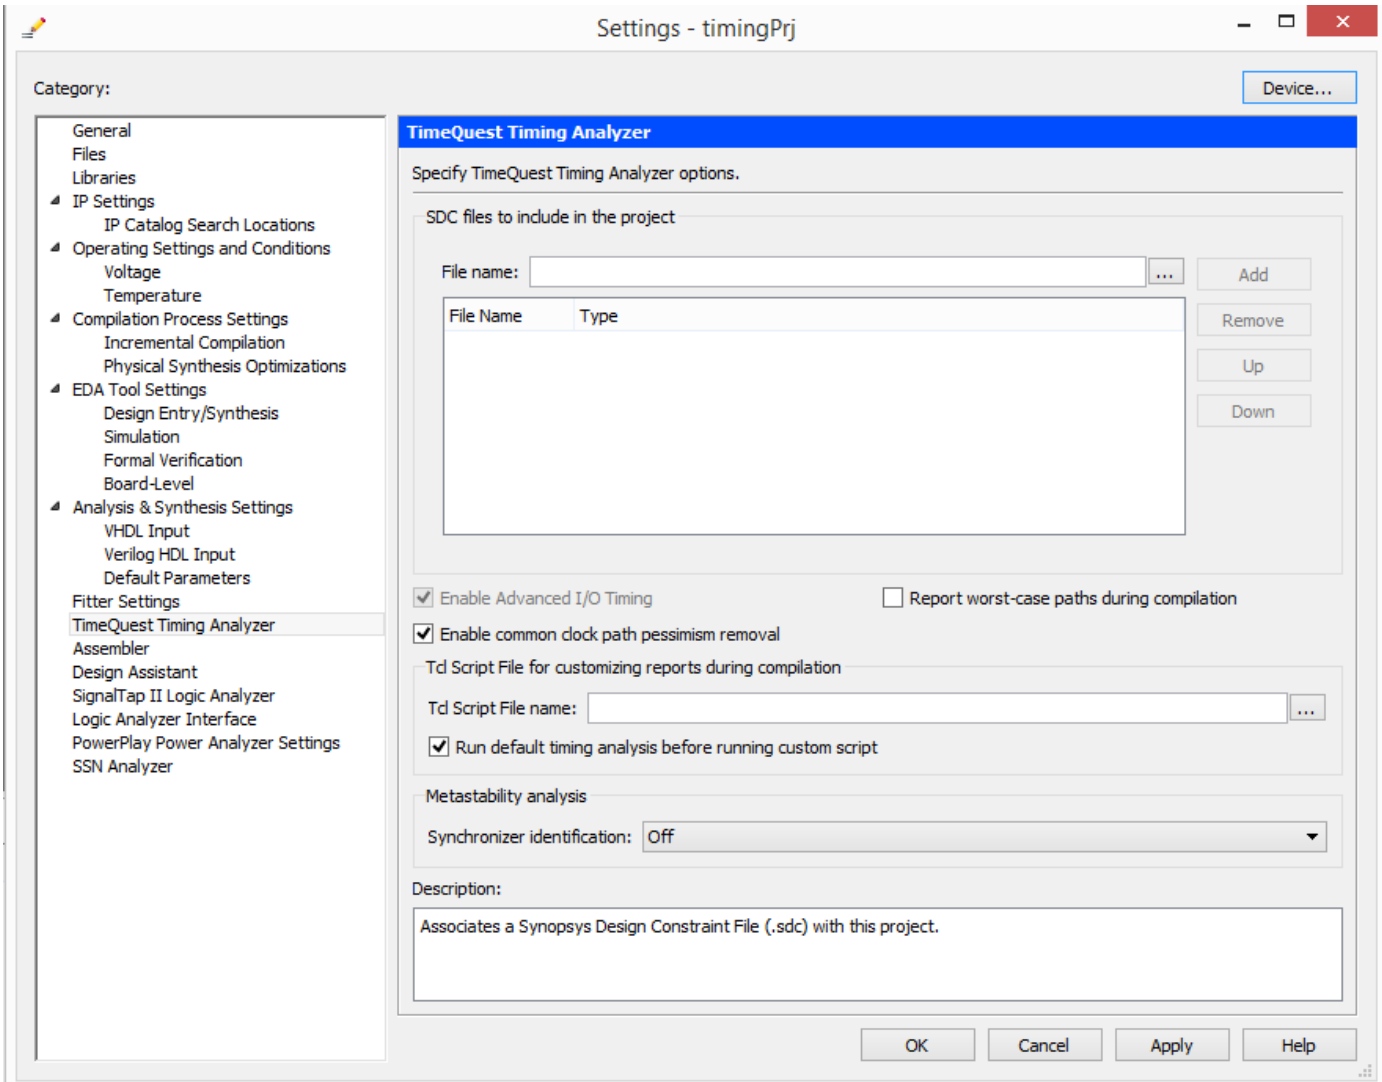 Settings - timingPrj
Category:
Device...
General
Files
Libraries
IP Settings
IP Catalog Search Locations
Operating Settings and Conditions
Voltage
Temperature
Compilation Process Settings
Incremental Compilation
Physical Synthesis Optimizations
EDA Tool Settings
Design Entry/Synthesis
Simulation
Formal Verification
Board-Level
Analysis & Synthesis Settings
VHDL Input
Verilog HDL Input
Default Parameters
Fitter Settings
TimeQuest Timing Analyzer
Assembler
Design Assistant
SignalTap II Logic Analyzer
Logic Analyzer Interface
PowerPlay Power Analyzer Settings
SSN Analyzer
TimeQuest Timing Analyzer
Specify TimeQuest Timing Analyzer options.
SDC files to include in the project
File name:
...
Add
File Name Type
Remove
Up
Down
Enable Advanced I/O Timing
Report worst-case paths during compilation
Enable common clock path pessimism removal
Tcl Script File for customizing reports during compilation
Tcl Script File name:
...
Run default timing analysis before running custom script
Metastability analysis
Synchronizer identification: Off
Description:
Associates a Synopsys Design Constraint File (.sdc) with this project.
OK Cancel Apply Help